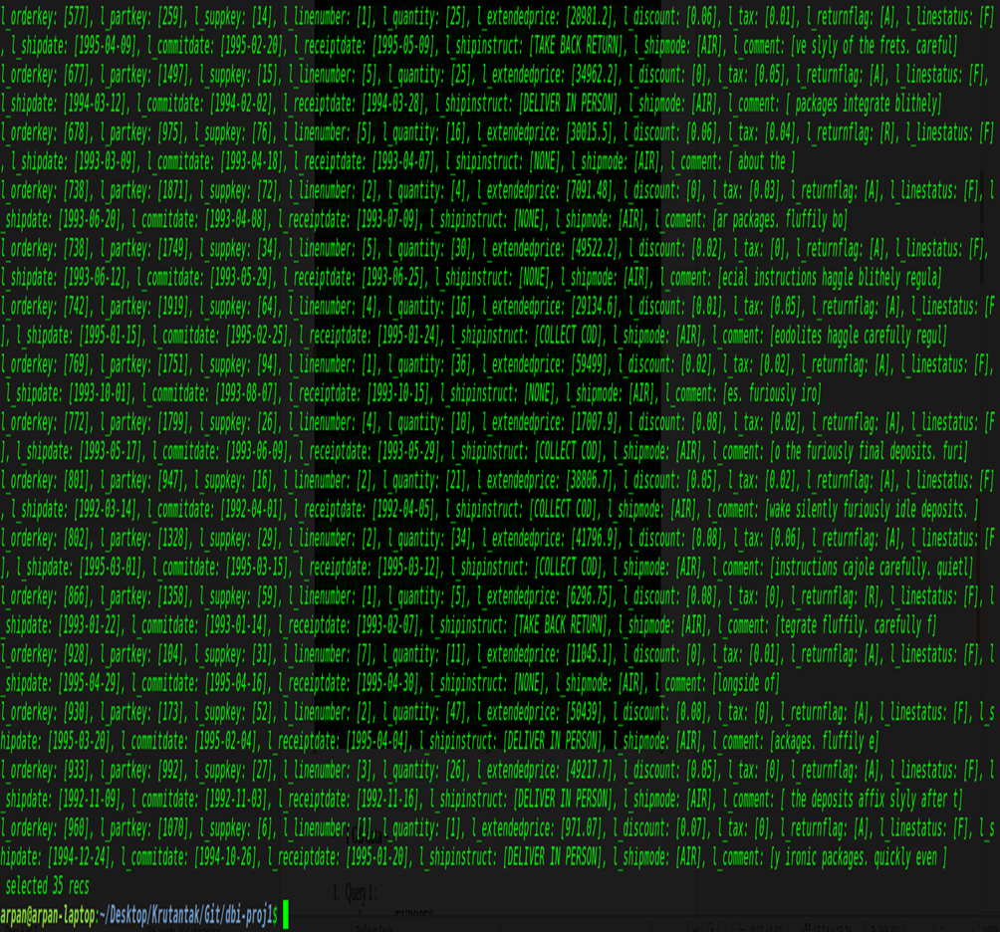 l_orderkey: [577], l_partkey: [259], l_suppkey: [14], l_linenumber: [1], l_quantity: [25], l_extendedprice: [28981.2], l_discount: [0.06], l_tax: [0.01], l_returnflag: [A], l_linestatus: [F]
, l_shipdate: [1995-04-09], l_commitdate: [1995-02-20], l_receiptdate: [1995-05-09], l_shipinstruct: [TAKE BACK RETURN], l_shipmode: [AIR], l_comment: [ve slyly of the frets. careful]
l_orderkey: [677], l_partkey: [1497], l_suppkey: [15], l_linenumber: [5], l_quantity: [25], l_extendedprice: [34962.2], l_discount: [0], l_tax: [0.05], l_returnflag: [A], l_linestatus: [F],
l_shipdate: [1994-03-12], l_commitdate: [1994-02-02], l_receiptdate: [1994-03-28], l_shipinstruct: [DELIVER IN PERSON], l_shipmode: [AIR], l_comment: [ packages integrate blithely]
l_orderkey: [678], l_partkey: [975], l_suppkey: [76], l_linenumber: [5], l_quantity: [16], l_extendedprice: [30015.5], l_discount: [0.06], l_tax: [0.04], l_returnflag: [R], l_linestatus: [F]
, l_shipdate: [1993-03-09], l_commitdate: [1993-04-18], l_receiptdate: [1993-04-07], l_shipinstruct: [NONE], l_shipmode: [AIR], l_comment: [ about the ]
l_orderkey: [738], l_partkey: [1871], l_suppkey: [72], l_linenumber: [2], l_quantity: [4], l_extendedprice: [7091.48], l_discount: [0], l_tax: [0.03], l_returnflag: [A], l_linestatus: [F], l
_shipdate: [1993-06-20], l_commitdate: [1993-04-08], l_receiptdate: [1993-07-09], l_shipinstruct: [NONE], l_shipmode: [AIR], l_comment: [ar packages. fluffily bo]
l_orderkey: [738], l_partkey: [1749], l_suppkey: [34], l_linenumber: [5], l_quantity: [30], l_extendedprice: [49522.2], l_discount: [0.02], l_tax: [0], l_returnflag: [A], l_linestatus: [F],
l_shipdate: [1993-06-12], l_commitdate: [1993-05-29], l_receiptdate: [1993-06-25], l_shipinstruct: [NONE], l_shipmode: [AIR], l_comment: [ecial instructions haggle blithely regula]
l_orderkey: [742], l_partkey: [1919], l_suppkey: [64], l_linenumber: [4], l_quantity: [16], l_extendedprice: [29134.6], l_discount: [0.01], l_tax: [0.05], l_returnflag: [A], l_linestatus: [F
], l_shipdate: [1995-01-15], l_commitdate: [1995-02-25], l_receiptdate: [1995-01-24], l_shipinstruct: [COLLECT COD], l_shipmode: [AIR], l_comment: [eodolites haggle carefully regul]
l_orderkey: [769], l_partkey: [1751], l_suppkey: [94], l_linenumber: [1], l_quantity: [36], l_extendedprice: [59499], l_discount: [0.02], l_tax: [0.02], l_returnflag: [A], l_linestatus: [F],
l_shipdate: [1993-10-01], l_commitdate: [1993-08-07], l_receiptdate: [1993-10-15], l_shipinstruct: [NONE], l_shipmode: [AIR], l_comment: [es. furiously iro]
l_orderkey: [772], l_partkey: [1799], l_suppkey: [26], l_linenumber: [4], l_quantity: [10], l_extendedprice: [17007.9], l_discount: [0.08], l_tax: [0.02], l_returnflag: [A], l_linestatus: [F
], l_shipdate: [1993-05-17], l_commitdate: [1993-06-09], l_receiptdate: [1993-05-29], l_shipinstruct: [COLLECT COD], l_shipmode: [AIR], l_comment: [o the furiously final deposits. furi]
l_orderkey: [801], l_partkey: [947], l_suppkey: [16], l_linenumber: [2], l_quantity: [21], l_extendedprice: [38806.7], l_discount: [0.05], l_tax: [0.02], l_returnflag: [A], l_linestatus: [F]
, l_shipdate: [1992-03-14], l_commitdate: [1992-04-01], l_receiptdate: [1992-04-05], l_shipinstruct: [COLLECT COD], l_shipmode: [AIR], l_comment: [wake silently furiously idle deposits. ]
l_orderkey: [802], l_partkey: [1328], l_suppkey: [29], l_linenumber: [2], l_quantity: [34], l_extendedprice: [41796.9], l_discount: [0.08], l_tax: [0.06], l_returnflag: [A], l_linestatus: [F
], l_shipdate: [1995-03-01], l_commitdate: [1995-03-15], l_receiptdate: [1995-03-12], l_shipinstruct: [COLLECT COD], l_shipmode: [AIR], l_comment: [instructions cajole carefully. quietl]
l_orderkey: [866], l_partkey: [1358], l_suppkey: [59], l_linenumber: [1], l_quantity: [5], l_extendedprice: [6296.75], l_discount: [0.08], l_tax: [0], l_returnflag: [R], l_linestatus: [F], l
_shipdate: [1993-01-22], l_commitdate: [1993-01-14], l_receiptdate: [1993-02-07], l_shipinstruct: [TAKE BACK RETURN], l_shipmode: [AIR], l_comment: [tegrate fluffily. carefully f]
l_orderkey: [928], l_partkey: [104], l_suppkey: [31], l_linenumber: [7], l_quantity: [11], l_extendedprice: [11045.1], l_discount: [0], l_tax: [0.01], l_returnflag: [A], l_linestatus: [F], l
_shipdate: [1995-04-29], l_commitdate: [1995-04-16], l_receiptdate: [1995-04-30], l_shipinstruct: [NONE], l_shipmode: [AIR], l_comment: [longside of]
l_orderkey: [930], l_partkey: [173], l_suppkey: [52], l_linenumber: [2], l_quantity: [47], l_extendedprice: [50439], l_discount: [0.08], l_tax: [0], l_returnflag: [A], l_linestatus: [F], l_s
hipdate: [1995-03-20], l_commitdate: [1995-02-04], l_receiptdate: [1995-04-04], l_shipinstruct: [DELIVER IN PERSON], l_shipmode: [AIR], l_comment: [ackages. fluffily e]
l_orderkey: [933], l_partkey: [992], l_suppkey: [27], l_linenumber: [3], l_quantity: [26], l_extendedprice: [49217.7], l_discount: [0.05], l_tax: [0], l_returnflag: [A], l_linestatus: [F], l
_shipdate: [1992-11-09], l_commitdate: [1992-11-03], l_receiptdate: [1992-11-16], l_shipinstruct: [DELIVER IN PERSON], l_shipmode: [AIR], l_comment: [ the deposits affix slyly after t]
l_orderkey: [960], l_partkey: [1070], l_suppkey: [6], l_linenumber: [1], l_quantity: [1], l_extendedprice: [971.07], l_discount: [0.07], l_tax: [0], l_returnflag: [A], l_linestatus: [F], l_s
hipdate: [1994-12-24], l_commitdate: [1994-10-26], l_receiptdate: [1995-01-20], l_shipinstruct: [DELIVER IN PERSON], l_shipmode: [AIR], l_comment: [y ironic packages. quickly even ]
selected 35 recs
1. Query 1:
arpan@arpan-laptop:~/Desktop/Krutantak/Git/dbi-proj1$